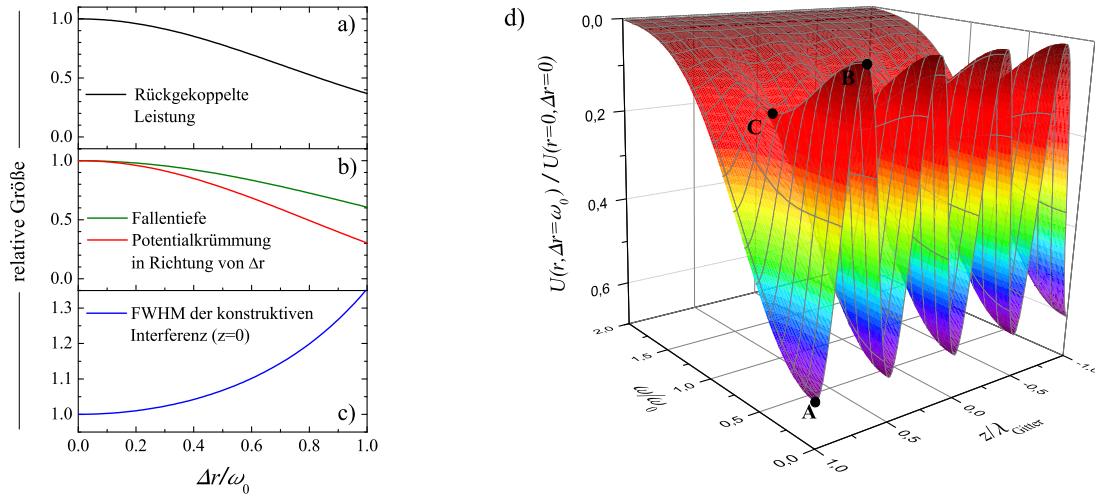 relative Größe
1.0
0.5
0.0
a)
Rückgekoppelte
Leistung
1.0
0.5
0.0
b)
Fallentiefe
Potentialkrümmung
in Richtung von Δr
1.3
1.2
1.1
1.0
c)
FWHM der konstruktiven
Interferenz (z=0)
0.0 0.2 0.4 0.6 0.8 1.0
Δr/ω0
d)
U(r,Δr=ω0) / U(r=0,Δr=0)
0,0
0,2
0,4
0,6
B
C
A
2.0
1.5
1.0
0.5
0,0
ω/ω0
1,0
0,5
0,0
-0,5
-1,0
z/λGitter